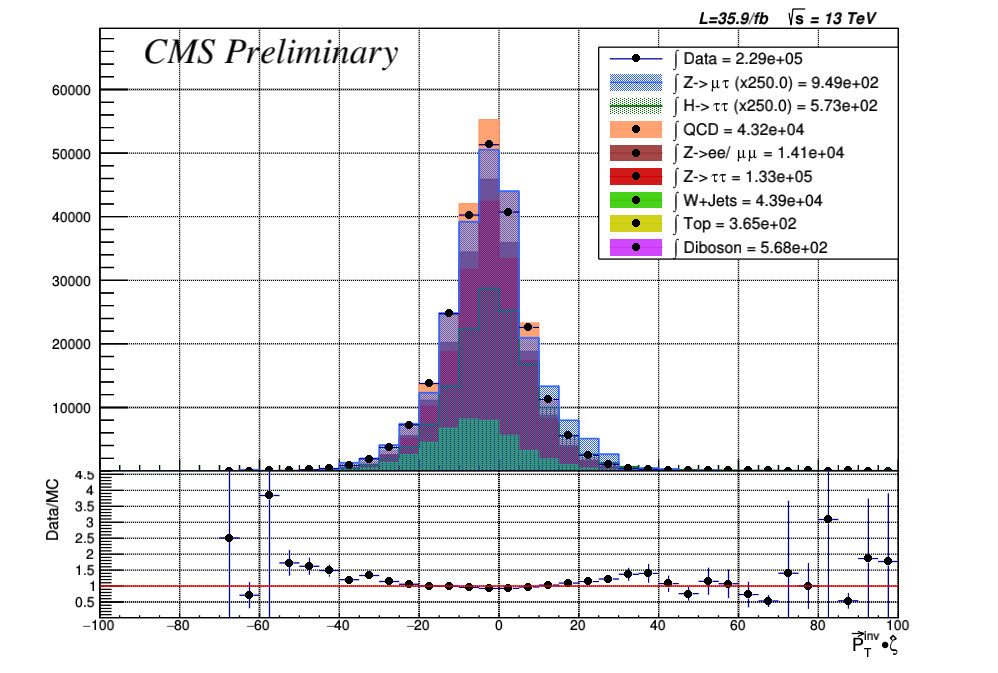 L=35.9/fb √s = 13 TeV
CMS Preliminary
∫ Data = 2.29e+05
∫ Z->μτ (x250.0) = 9.49e+02
∫ H->ττ (x250.0) = 5.73e+02
∫ QCD = 4.32e+04
∫ Z->ee/ μμ = 1.41e+04
∫ Z->ττ = 1.33e+05
∫ W+Jets = 4.39e+04
∫ Top = 3.65e+02
∫ Diboson = 5.68e+02
60000
50000
40000
30000
20000
10000
Data/MC
4.5
4
3.5
3
2.5
2
1.5
1
0.5
−100 −80 −60 −40 −20 0 20 40 60 80 100
P⃗_T^inv •ζ̂